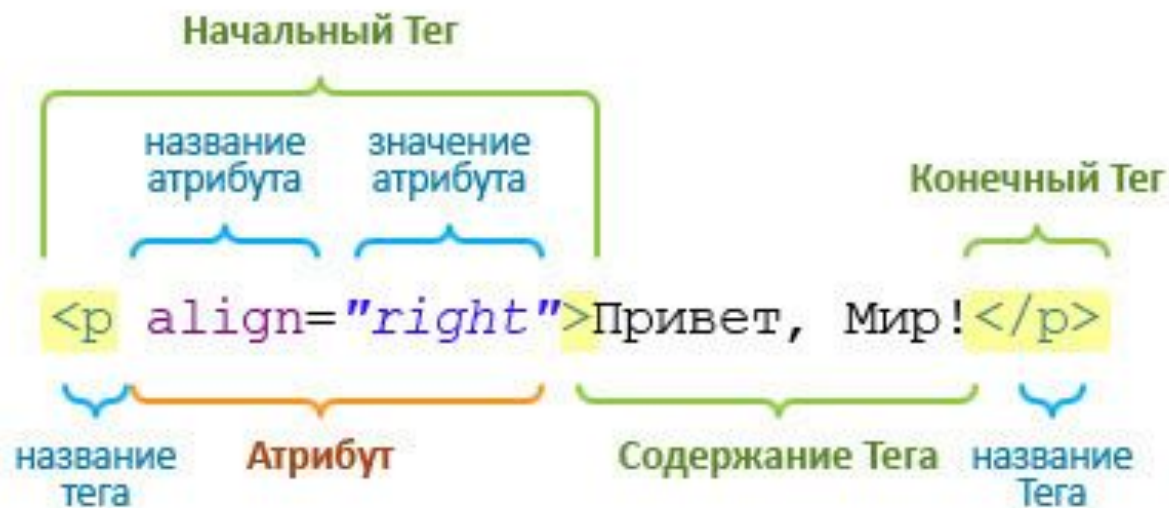 Начальный Тег
название атрибута
значение атрибута
Конечный Тег
<p align="right">Привет, Мир!</p>
название тега
Атрибут
Содержание Тега
название Тега